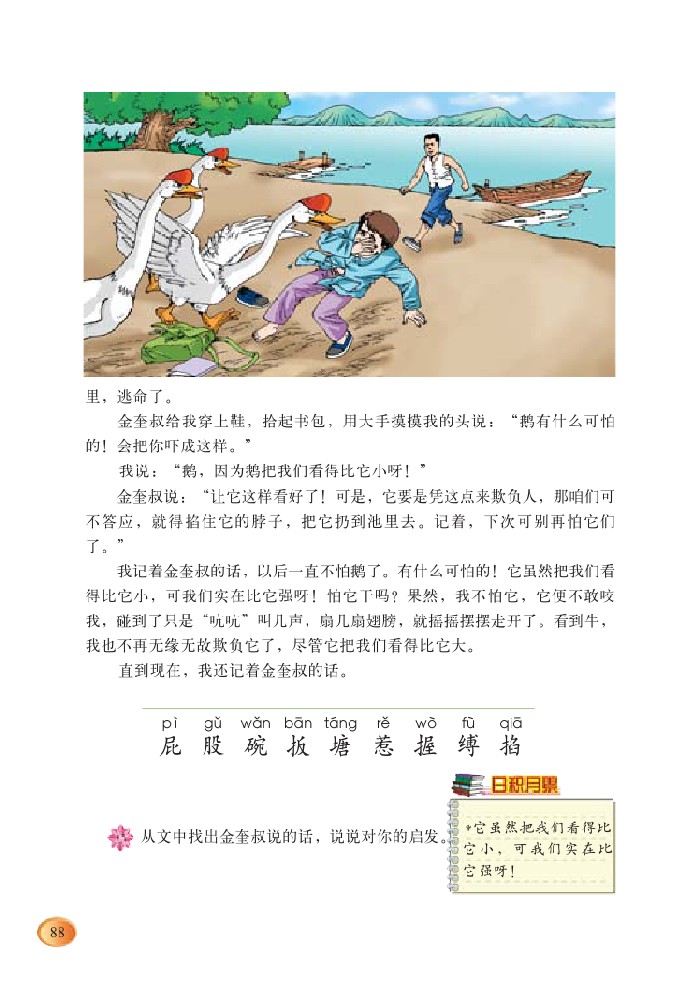 里，逃命了。
金奎叔给我穿上鞋，拾起书包，用大手摸摸我的头说：“鹅有什么可怕
的！会把你吓成这样。”
我说：“鹅，因为鹅把我们看得比它小呀！”
金奎叔说：“让它这样看好了！可是，它要是凭这点来欺负人，那咱们可
不答应，就得掐住它的脖子，把它扔到池里去。记着，下次可别再怕它们
了。”
我记着金奎叔的话，以后一直不怕鹅了。有什么可怕的！它虽然把我们看
得比它小，可我们实在比它强呀！怕它干吗？果然，我不怕它，它便不敢咬
我，碰到了只是“吭吭”叫几声，扇几扇翅膀，就摇摇摆摆走开了。看到牛，
我也不再无缘无故欺负它了，尽管它把我们看得比它大。
直到现在，我还记着金奎叔的话。
pì gǔ wǎn bān táng rě wò fù qiā
屁 股 碗 扳 塘 惹 握 缚 掐
日积月累
从文中找出金奎叔说的话，说说对你的启发。
*它虽然把我们看得比
它小，可我们实在比
它强呀！
88